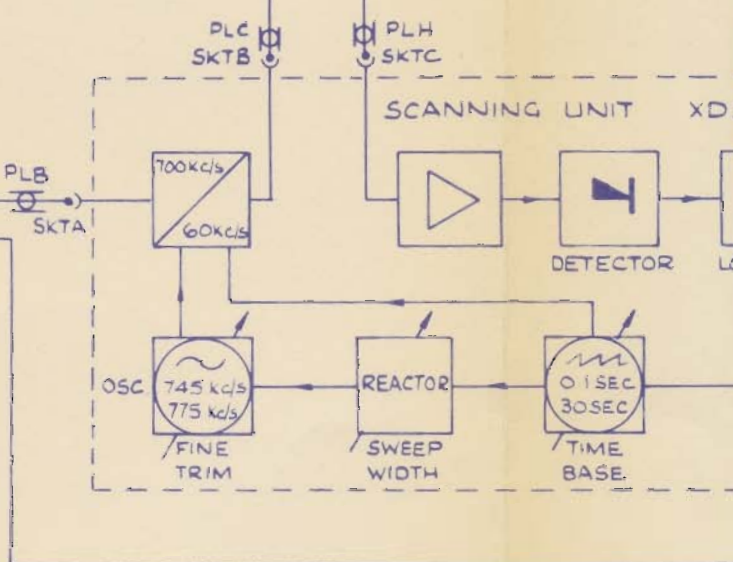 PLC
SKTB
PLH
SKTC
SCANNING UNIT XD
PLB
SKTA
700Kc/s
60Kc/s
DETECTOR
OSC
745 Kc/s
775 Kc/s
REACTOR
0 1 SEC
30 SEC
FINE
TRIM
SWEEP
WIDTH
TIME
BASE